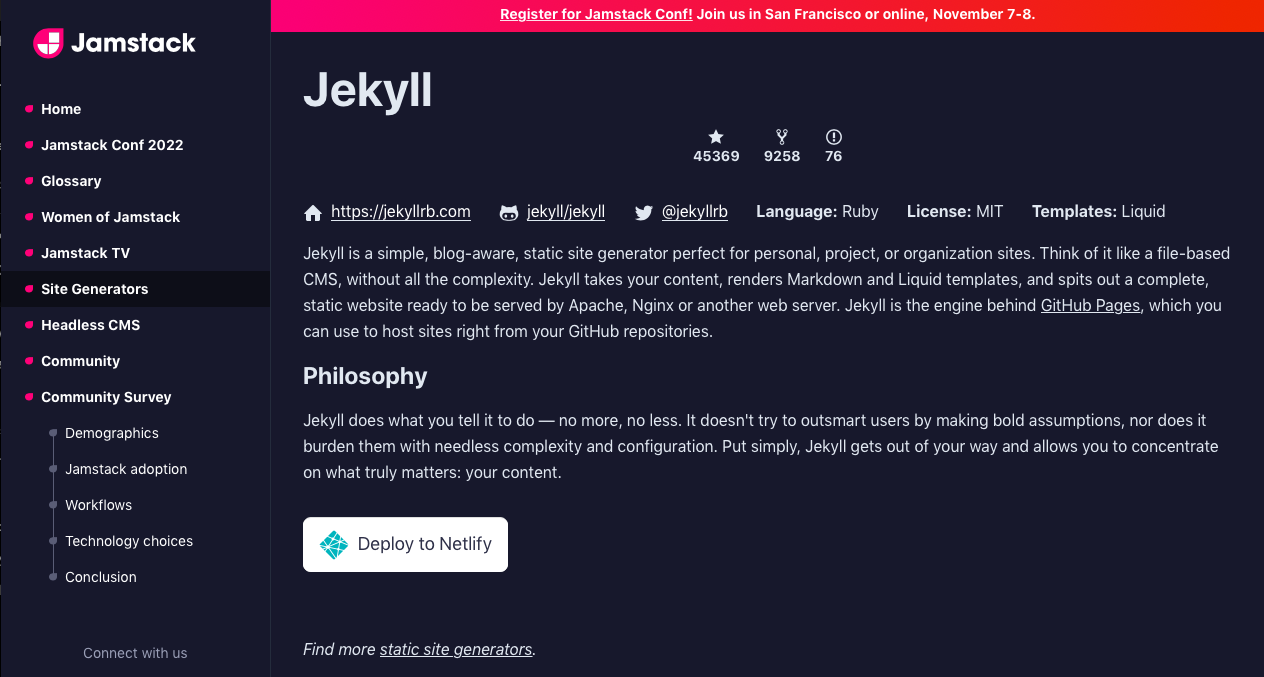 Register for Jamstack Conf! Join us in San Francisco or online, November 7-8.
Jamstack
Home
Jamstack Conf 2022
Glossary
Women of Jamstack
Jamstack TV
Site Generators
Headless CMS
Community
Community Survey
Demographics
Jamstack adoption
Workflows
Technology choices
Conclusion
Connect with us
Jekyll
45369 9258 76
https://jekyllrb.com jekyll/jekyll @jekyllrb Language: Ruby License: MIT Templates: Liquid
Jekyll is a simple, blog-aware, static site generator perfect for personal, project, or organization sites. Think of it like a file-based
CMS, without all the complexity. Jekyll takes your content, renders Markdown and Liquid templates, and spits out a complete,
static website ready to be served by Apache, Nginx or another web server. Jekyll is the engine behind GitHub Pages, which you
can use to host sites right from your GitHub repositories.
Philosophy
Jekyll does what you tell it to do — no more, no less. It doesn't try to outsmart users by making bold assumptions, nor does it
burden them with needless complexity and configuration. Put simply, Jekyll gets out of your way and allows you to concentrate
on what truly matters: your content.
Deploy to Netlify
Find more static site generators.